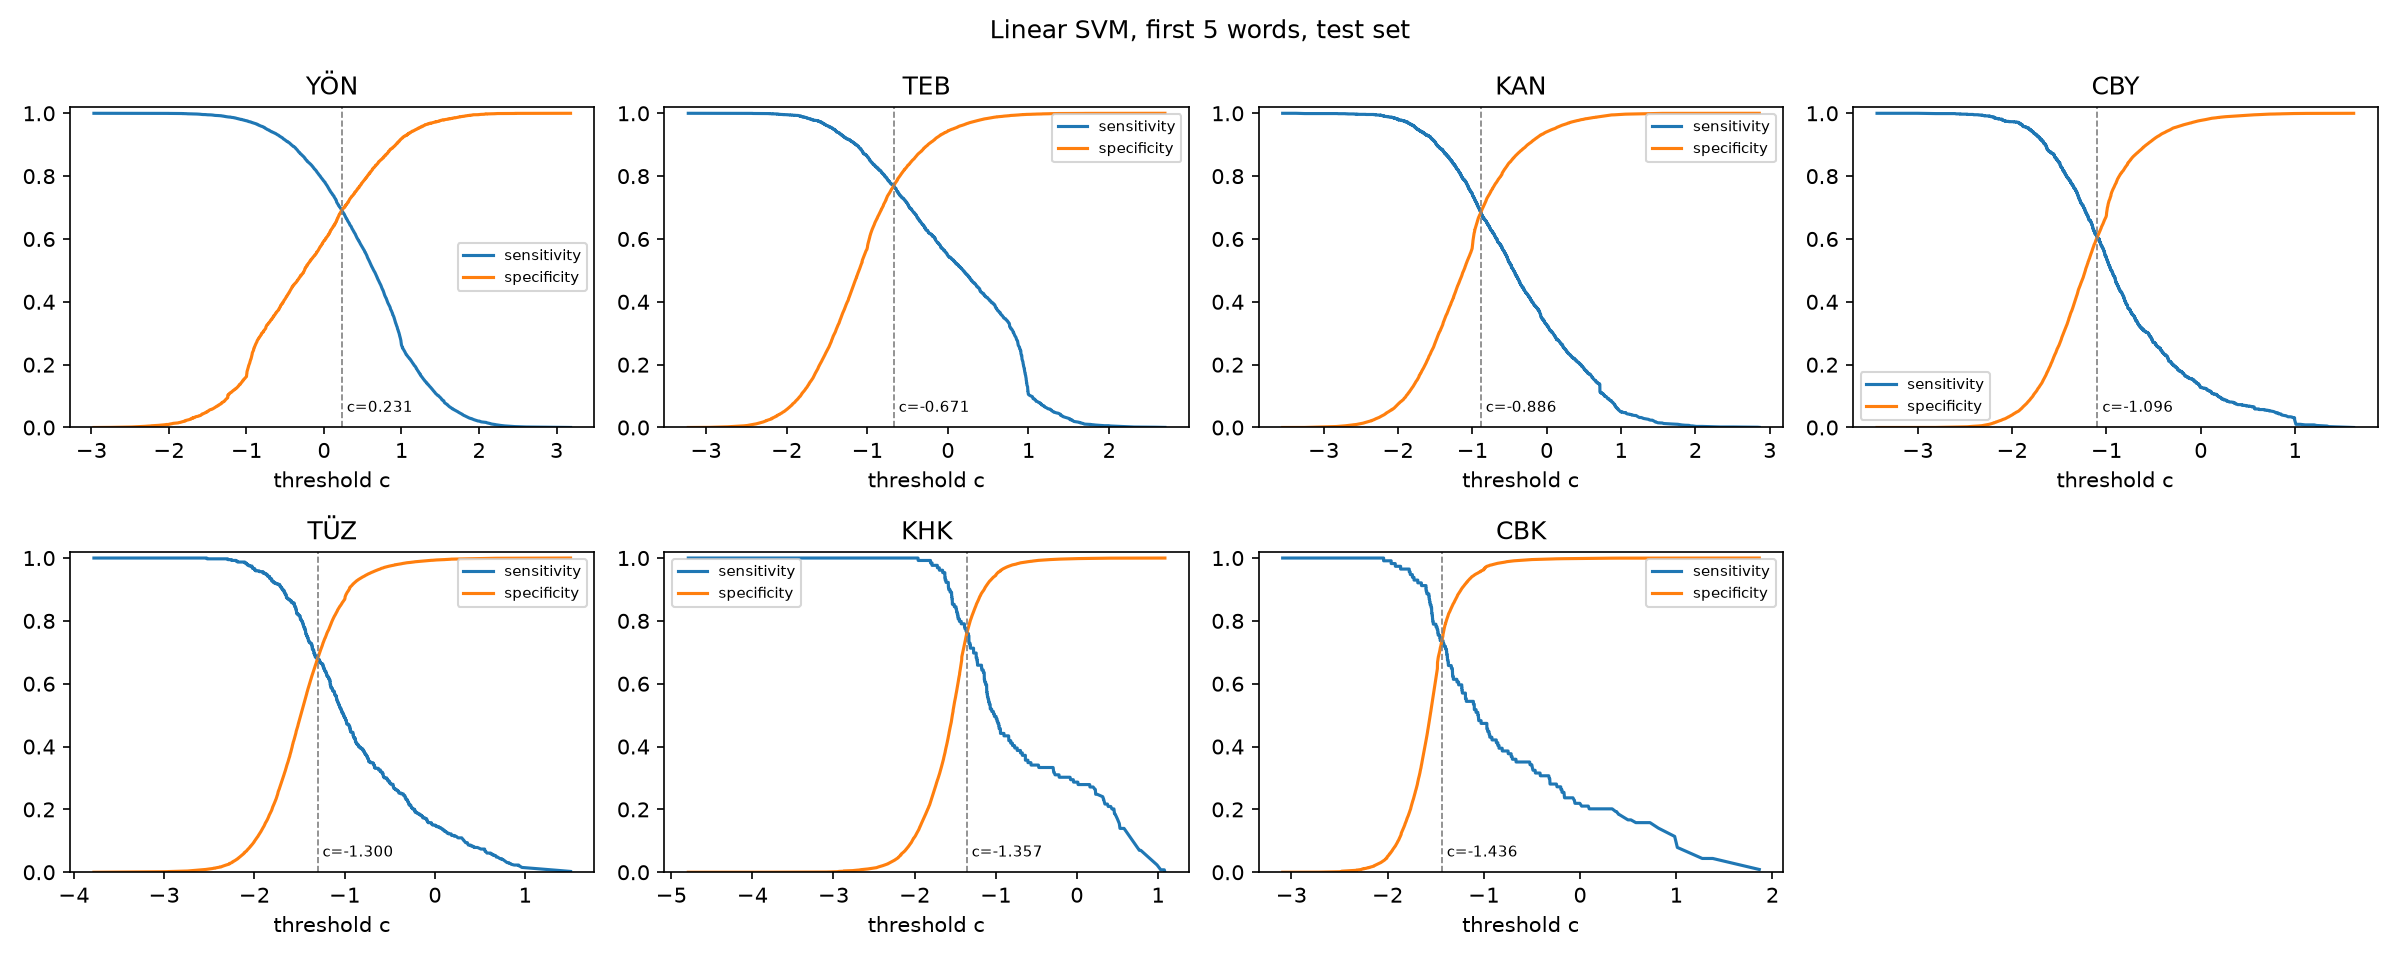 Linear SVM, first 5 words, test set
YÖN
1.0
0.8
0.6
0.4
0.2
0.0
sensitivity
specificity
c=0.231
−3 −2 −1 0 1 2 3
threshold c
TEB
1.0
0.8
0.6
0.4
0.2
0.0
sensitivity
specificity
c=-0.671
−3 −2 −1 0 1 2
threshold c
KAN
1.0
0.8
0.6
0.4
0.2
0.0
sensitivity
specificity
c=-0.886
−3 −2 −1 0 1 2 3
threshold c
CBY
1.0
0.8
0.6
0.4
0.2
0.0
sensitivity
specificity
c=-1.096
−3 −2 −1 0 1
threshold c
TÜZ
1.0
0.8
0.6
0.4
0.2
0.0
sensitivity
specificity
c=-1.300
−4 −3 −2 −1 0 1
threshold c
KHK
1.0
0.8
0.6
0.4
0.2
0.0
sensitivity
specificity
c=-1.357
−5 −4 −3 −2 −1 0 1
threshold c
CBK
1.0
0.8
0.6
0.4
0.2
0.0
sensitivity
specificity
c=-1.436
−3 −2 −1 0 1 2
threshold c